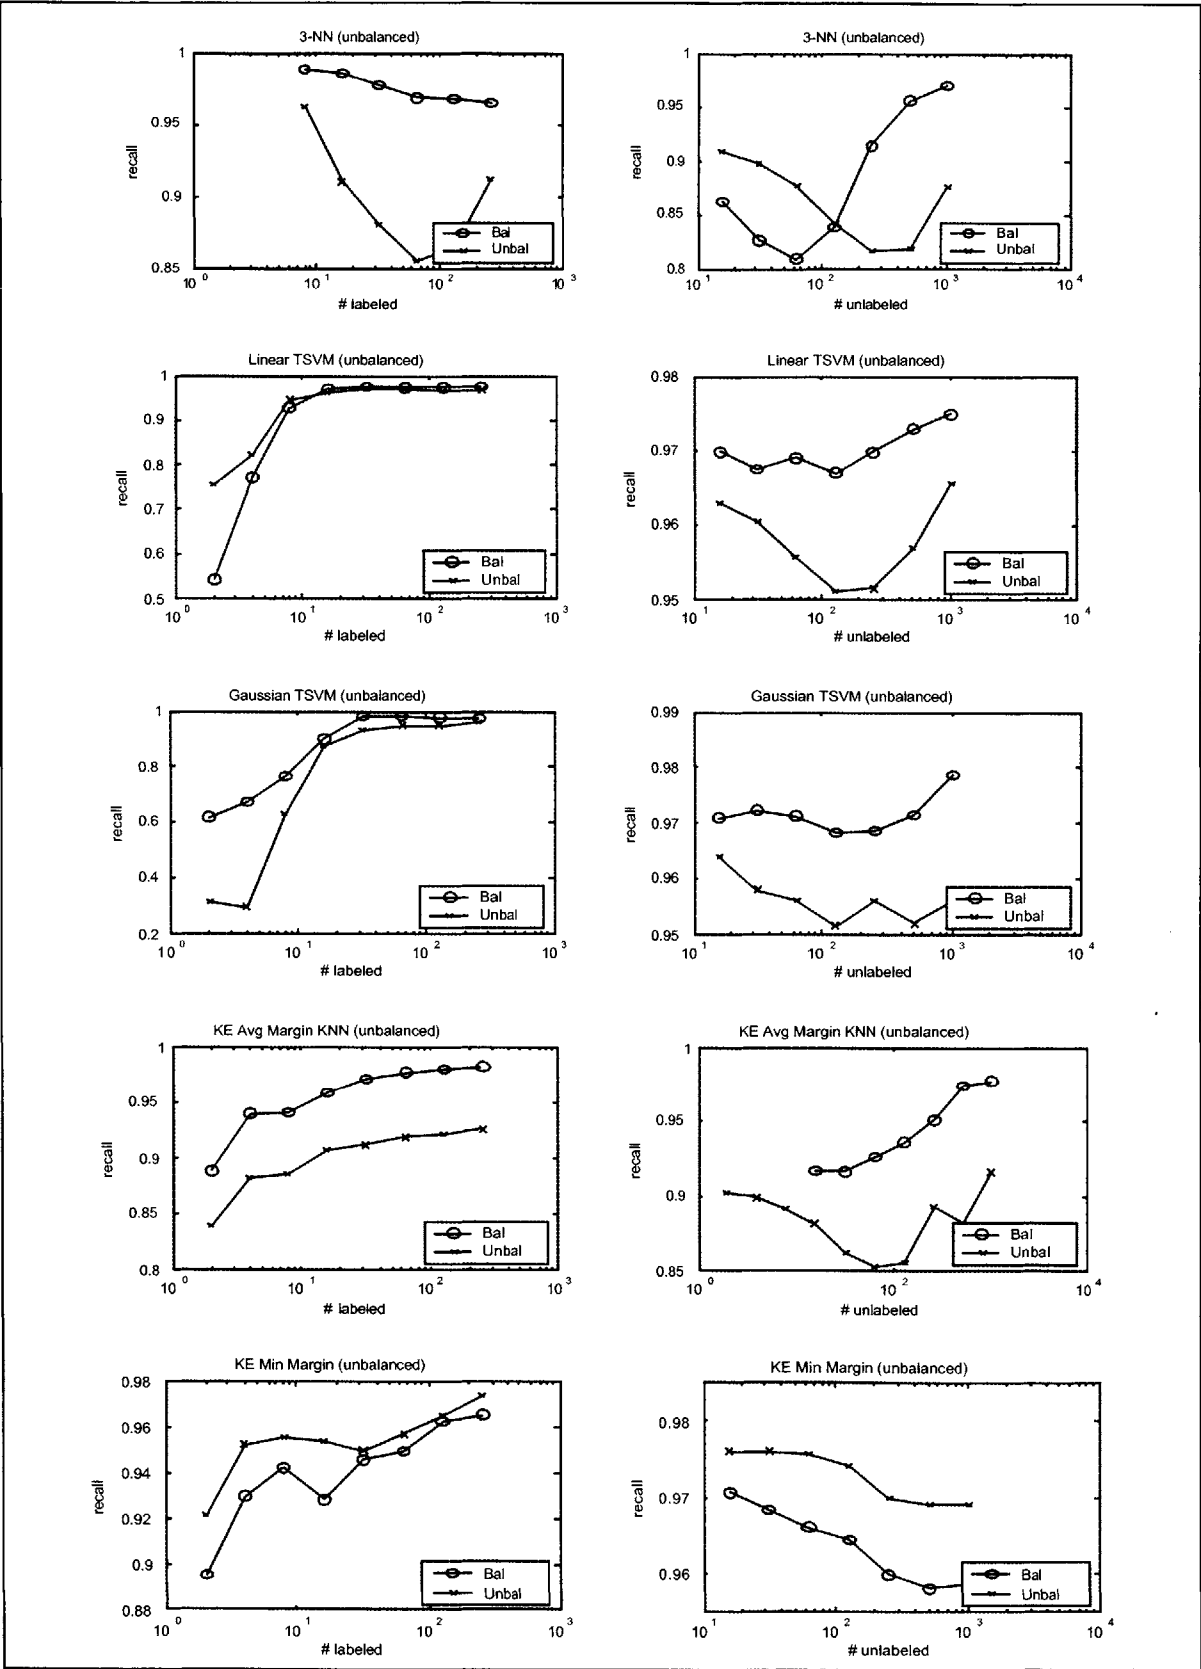 3-NN (unbalanced)
1
0.95
0.9
0.85
recall
Bal
Unbal
10^0 10^1 10^2 10^3
# labeled
3-NN (unbalanced)
1
0.95
0.9
0.85
0.8
recall
Bal
Unbal
10^1 10^2 10^3 10^4
# unlabeled
Linear TSVM (unbalanced)
1
0.9
0.8
0.7
0.6
0.5
recall
Bal
Unbal
10^0 10^1 10^2 10^3
# labeled
Linear TSVM (unbalanced)
0.98
0.97
0.96
0.95
recall
Bal
Unbal
10^1 10^2 10^3 10^4
# unlabeled
Gaussian TSVM (unbalanced)
1
0.8
0.6
0.4
0.2
recall
Bal
Unbal
10^0 10^1 10^2 10^3
# labeled
Gaussian TSVM (unbalanced)
0.99
0.98
0.97
0.96
0.95
recall
Bal
Unbal
10^1 10^2 10^3 10^4
# unlabeled
KE Avg Margin KNN (unbalanced)
1
0.95
0.9
0.85
0.8
recall
Bal
Unbal
10^0 10^1 10^2 10^3
# labeled
KE Avg Margin KNN (unbalanced)
1
0.95
0.9
0.85
recall
Bal
Unbal
10^0 10^2 10^4
# unlabeled
KE Min Margin (unbalanced)
0.98
0.96
0.94
0.92
0.9
0.88
recall
Bal
Unbal
10^0 10^1 10^2 10^3
# labeled
KE Min Margin (unbalanced)
0.98
0.97
0.96
recall
Bal
Unbal
10^1 10^2 10^3 10^4
# unlabeled